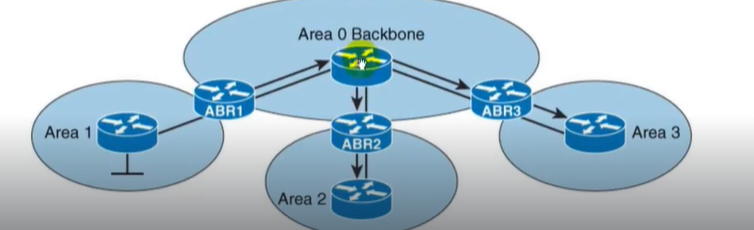 Area 0 Backbone
ABR1
ABR3
Area 1
ABR2
Area 3
Area 2